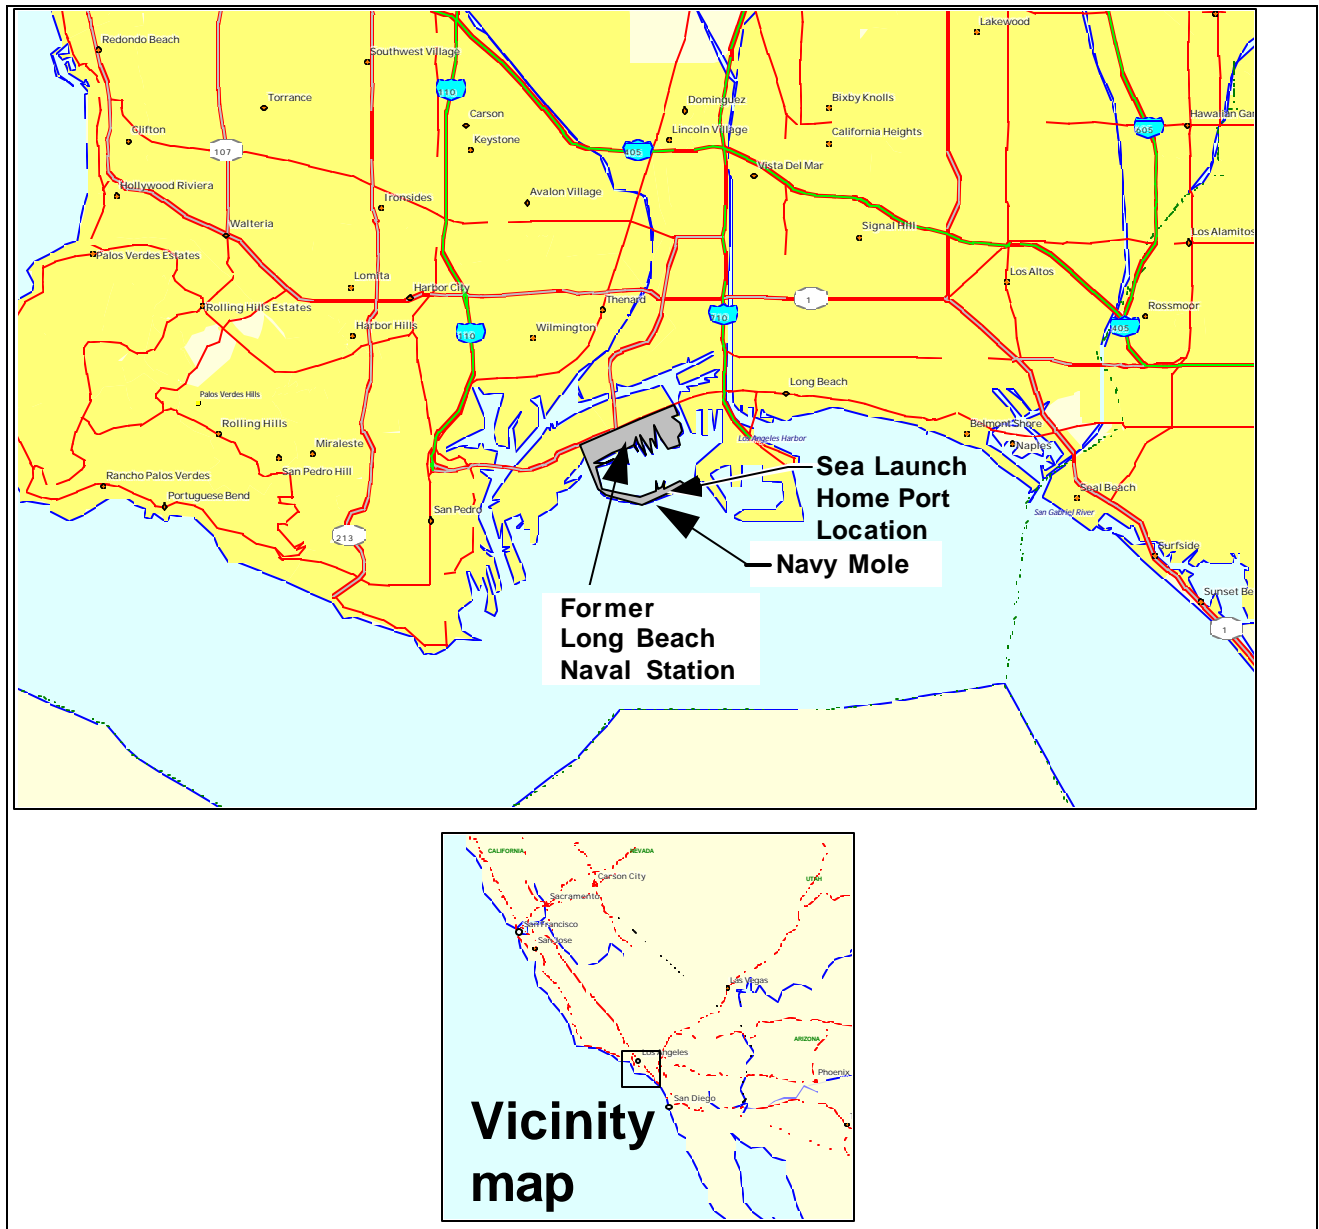 Lakewood
Redondo Beach
Southwest Village
110
Torrance
Bixby Knolls
Dominguez
Carson
Hawaiian Gar
605
Clifton
Keystone
Lincoln Village
California Heights
107
405
Vista Del Mar
Hollywood Riviera
Ironsides
Avalon Village
Walteria
Signal Hill
Los Alamitos
Palos Verdes Estates
Lomita
Los Altos
Harbor City
Rolling Hills Estates
Thenard
1
Rossmoor
710
Harbor Hills
110
Wilmington
405
Long Beach
Palos Verdes Hills
Rolling Hills
Belmont Shore
Miraleste
Los Angeles Harbor
Naples
San Pedro Hill
Sea Launch
Home Port
Location
Rancho Palos Verdes
Portuguese Bend
Seal Beach
San Pedro
San Gabriel River
213
Surfside
Navy Mole
Sunset Be
Former
Long Beach
Naval Station
1
CALIFORNIA
NEVADA
UTAH
Carson City
Sacramento
San Francisco
San Jose
Las Vegas
ARIZONA
Los Angeles
Phoenix
San Diego
Vicinity
map